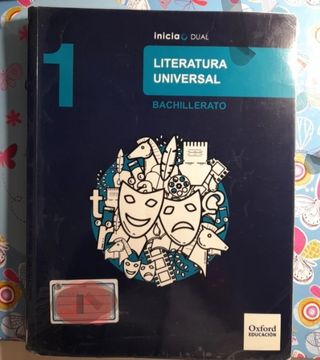 inicia DUAL
1
LITERATURA
UNIVERSAL
BACHILLERATO
Oxford
EDUCACIÓN